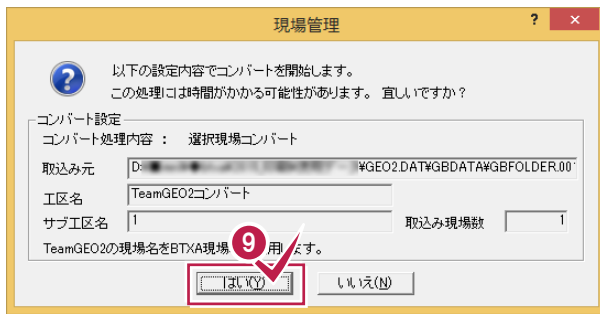 現場管理
? ×
?
以下の設定内容でコンバートを開始します。
この処理には時間がかかる可能性があります。 宜しいですか?
コンバート設定
コンバート処理内容 : 選択現場コンバート
取込み元 D: ¥GEO2.DAT¥GBDATA¥GBFOLDER.00
工区名 TeamGEO2コンバート
サブ工区名 1 取込み現場数 1
TeamGEO2の現場名をBTXA現場 用します。
9
はい(Y) いいえ(N)